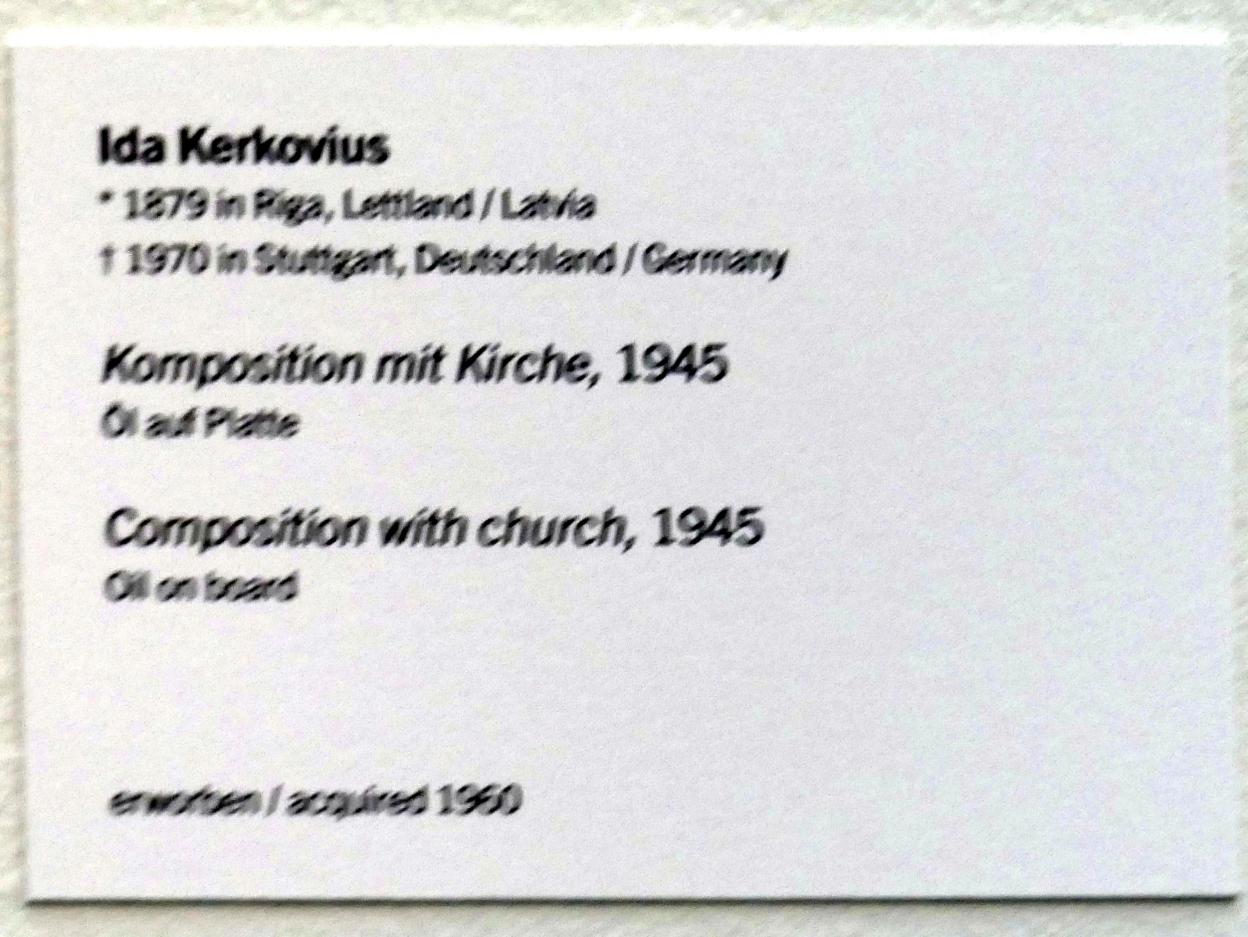 Ida Kerkovius
* 1879 in Riga, Lettland / Latvia
† 1970 in Stuttgart, Deutschland / Germany
Komposition mit Kirche, 1945
Öl auf Platte
Composition with church, 1945
Oil on board
erworben / acquired 1960